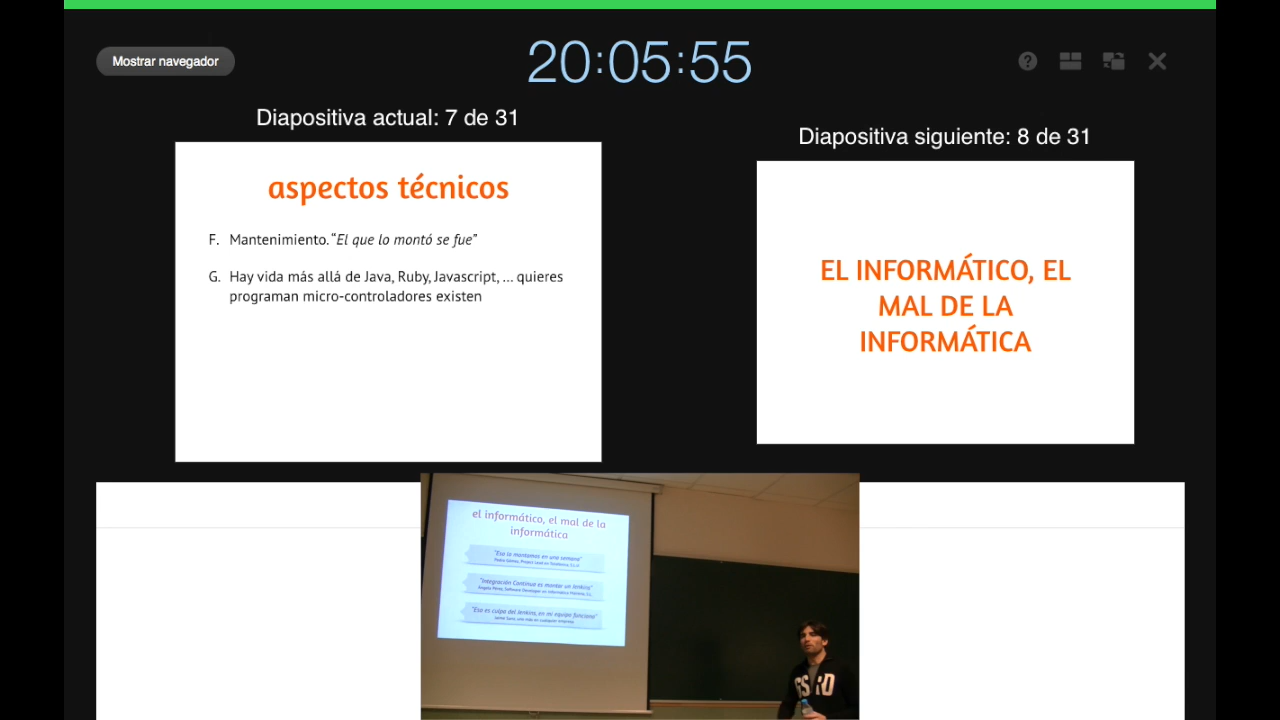 Mostrar navegador
20:05:55
Diapositiva actual: 7 de 31
aspectos técnicos
F. Mantenimiento. “El que lo montó se fue”
G. Hay vida más allá de Java, Ruby, Javascript, ... quieres
programan micro-controladores existen
Diapositiva siguiente: 8 de 31
EL INFORMÁTICO, EL
MAL DE LA
INFORMÁTICA
el informático, el mal de la
informática
"Eso lo montamos en una semana"
"Integración Continua es montar un Jenkins"
"Eso es culpa del Jenkins, en mi equipo funciona"